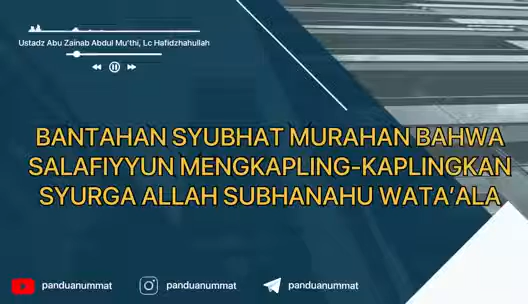 Ustadz Abu Zainab Abdul Mu'thi, Lc Hafidzhahullah
BANTAHAN SYUBHAT MURAHAN BAHWA
SALAFIYYUN MENGKAPLING-KAPLINGKAN
SYURGA ALLAH SUBHANAHU WATA'ALA
panduanummat panduanummat panduanummat